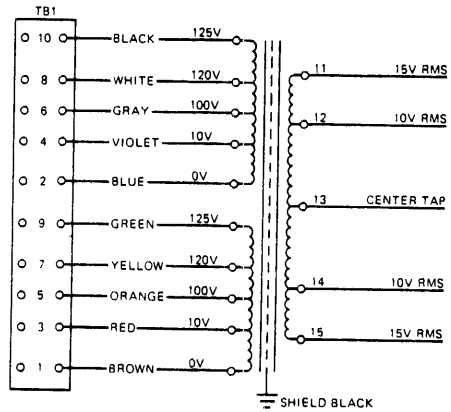 TB1
10 BLACK 125V
8 WHITE 120V
6 GRAY 100V
4 VIOLET 10V
2 BLUE 0V
9 GREEN 125V
7 YELLOW 120V
5 ORANGE 100V
3 RED 10V
1 BROWN 0V
11 15V RMS
12 10V RMS
13 CENTER TAP
14 10V RMS
15 15V RMS
SHIELD BLACK